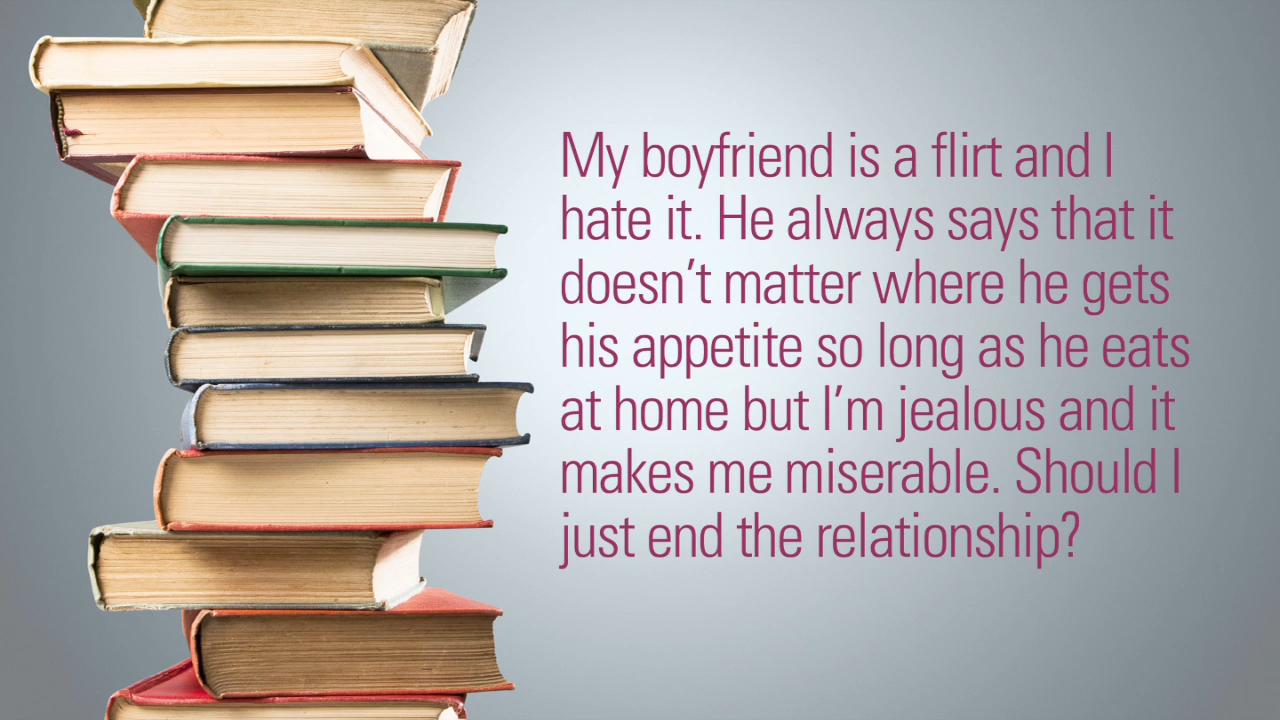 My boyfriend is a flirt and I
hate it. He always says that it
doesn’t matter where he gets
his appetite so long as he eats
at home but I’m jealous and it
makes me miserable. Should I
just end the relationship?